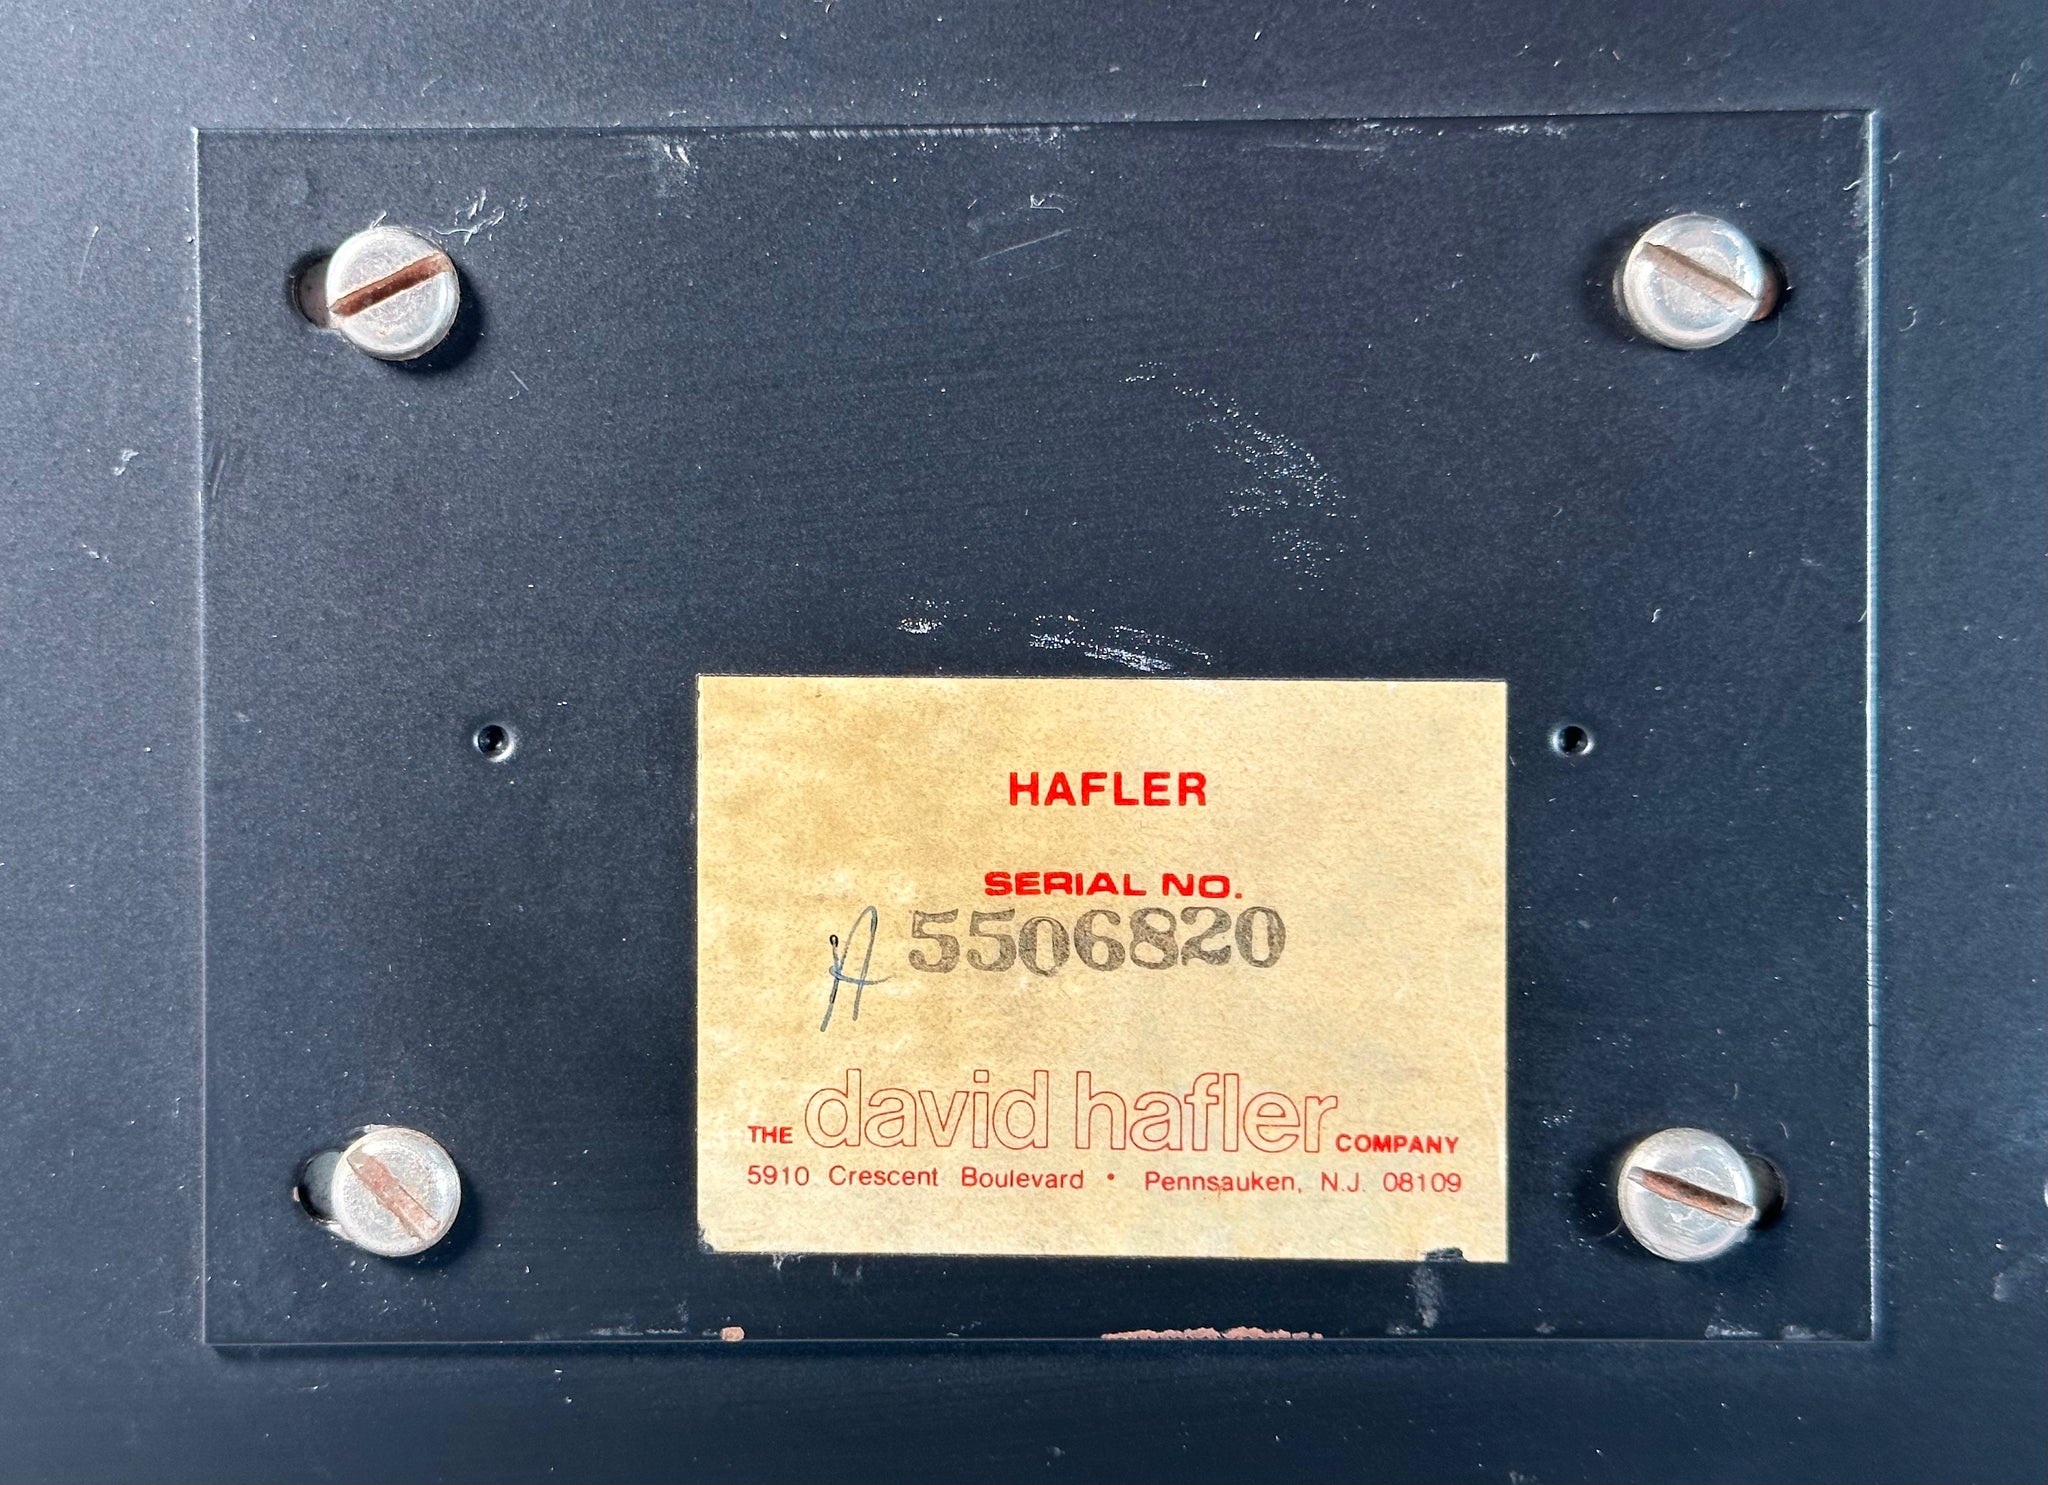 HAFLER
SERIAL NO.
A 5506820
THE david hafler COMPANY
5910 Crescent Boulevard • Pennsauken, N.J. 08109